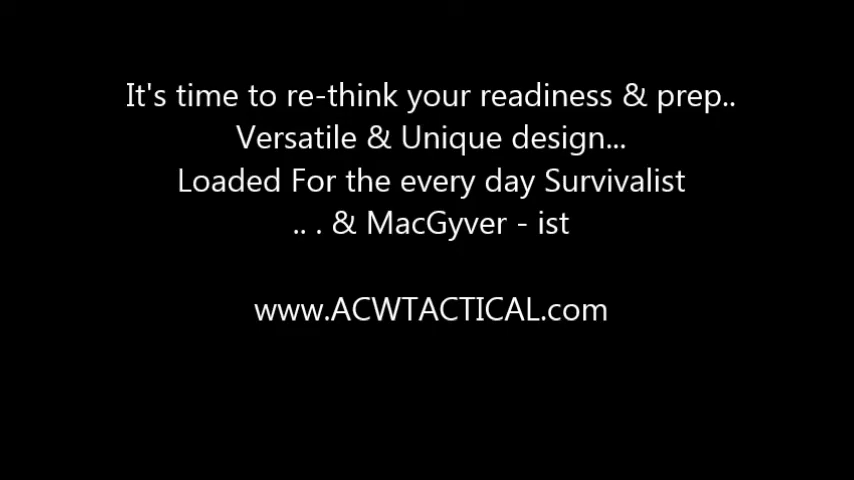 It's time to re-think your readiness & prep..
Versatile & Unique design...
Loaded For the every day Survivalist
.. . & MacGyver - ist
www.ACWTACTICAL.com